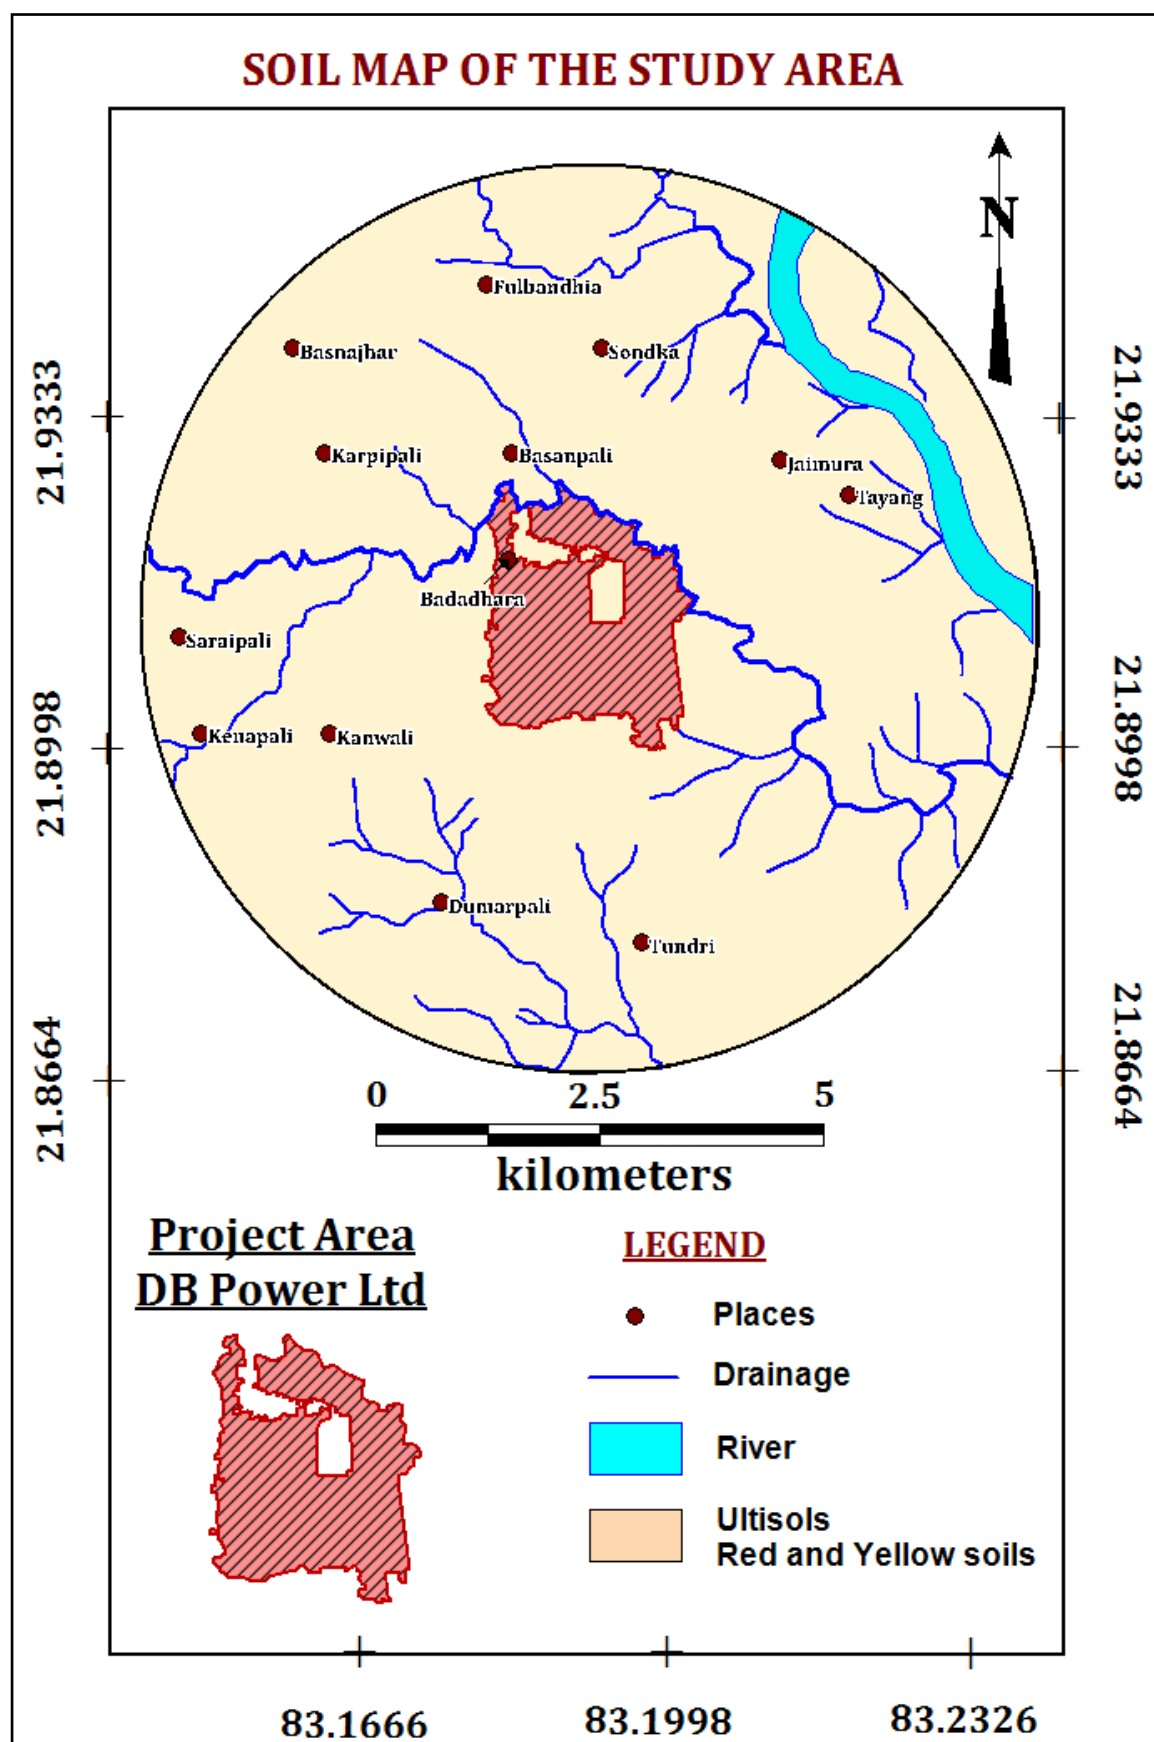 SOIL MAP OF THE STUDY AREA
N
Fulbandhia
Basnajhar
Sondka
21.9333
21.9333
Karpipali
Basanpali
Jaimura
Tayang
Badadhara
Saraipali
21.8998
21.8998
Kenapali
Kanwali
Dumarpali
Tundri
21.8664
21.8664
0 2.5 5
kilometers
Project Area
DB Power Ltd
LEGEND
Places
Drainage
River
Ultisols
Red and Yellow soils
83.1666 83.1998 83.2326